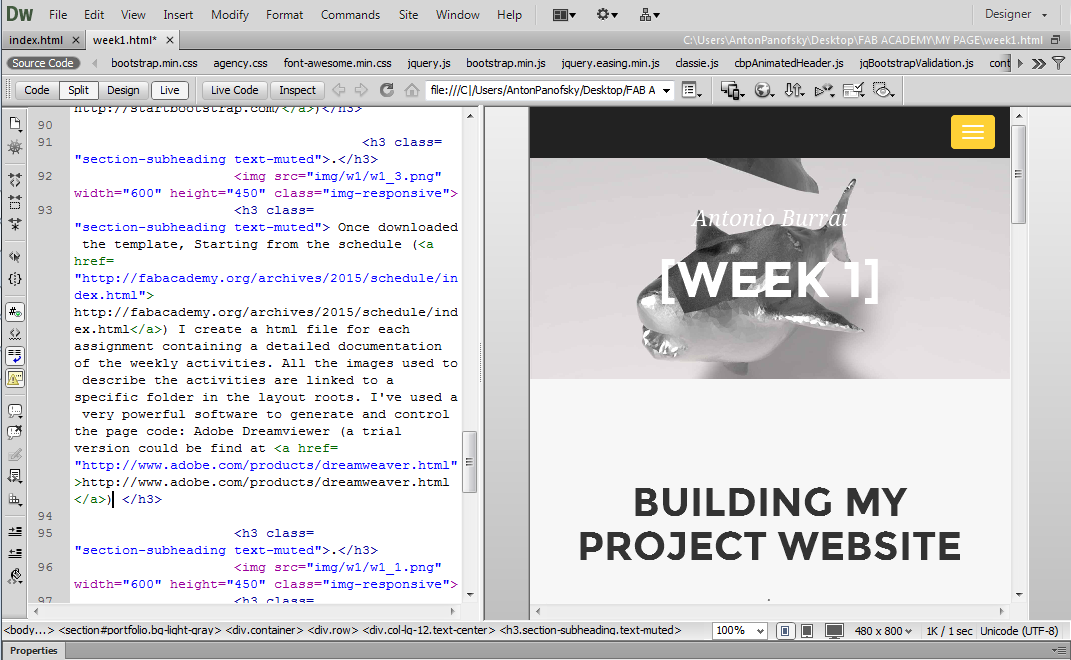 Dw File Edit View Insert Modify Format Commands Site Window Help Designer
index.html × week1.html* × C:\Users\AntonPanofsky\Desktop\FAB ACADEMY\MY PAGE\week1.html
Source Code bootstrap.min.css agency.css font-awesome.min.css jquery.js bootstrap.min.js jquery.easing.min.js classie.js cbpAnimatedHeader.js jqBootstrapValidation.js cont
Code Split Design Live Live Code Inspect file:///C|/Users/AntonPanofsky/Desktop/FAB A
http://startbootstrap.com/</a>)</h3>
90
91 <h3 class=
"section-subheading text-muted">.</h3>
92 <img src="img/w1/w1_3.png"
width="600" height="450" class="img-responsive">
93 <h3 class=
"section-subheading text-muted"> Once downloaded
the template, Starting from the schedule (<a
href=
"http://fabacademy.org/archives/2015/schedule/in
dex.html">
http://fabacademy.org/archives/2015/schedule/ind
ex.html</a>) I create a html file for each
assignment containing a detailed documentation
of the weekly activities. All the images used to
describe the activities are linked to a
specific folder in the layout roots. I've used a
very powerful software to generate and control
the page code: Adobe Dreamviewer (a trial
version could be find at <a href=
"http://www.adobe.com/products/dreamweaver.html"
>http://www.adobe.com/products/dreamweaver.html
</a>) </h3>
94
95 <h3 class=
"section-subheading text-muted">.</h3>
96 <img src="img/w1/w1_1.png"
width="600" height="450" class="img-responsive">
97 <h3 class=
Antonio Burrai
[WEEK 1]
BUILDING MY
PROJECT WEBSITE
.
<body...> <section#portfolio.bg-light-gray> <div.container> <div.row> <div.col-lg-12.text-center> <h3.section-subheading.text-muted> 100% 480 x 800 1K / 1 sec Unicode (UTF-8)
Properties